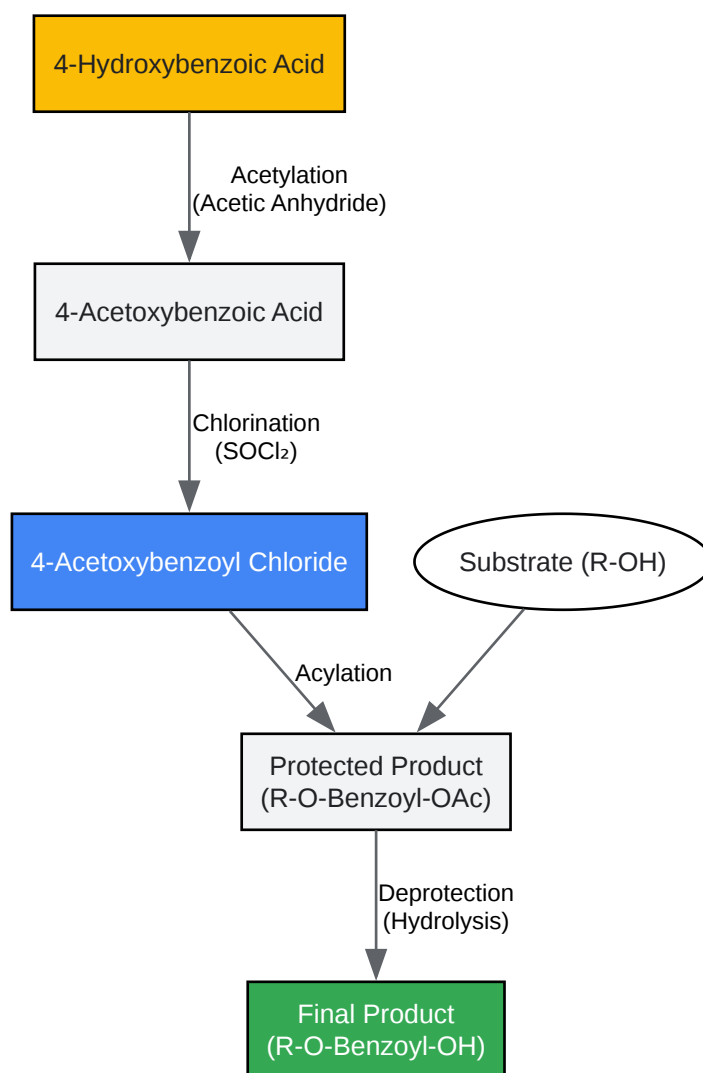 4-Hydroxybenzoic Acid
Acetylation
(Acetic Anhydride)
4-Acetoxybenzoic Acid
Chlorination
(SOCl₂)
4-Acetoxybenzoyl Chloride
Substrate (R-OH)
Acylation
Protected Product
(R-O-Benzoyl-OAc)
Deprotection
(Hydrolysis)
Final Product
(R-O-Benzoyl-OH)